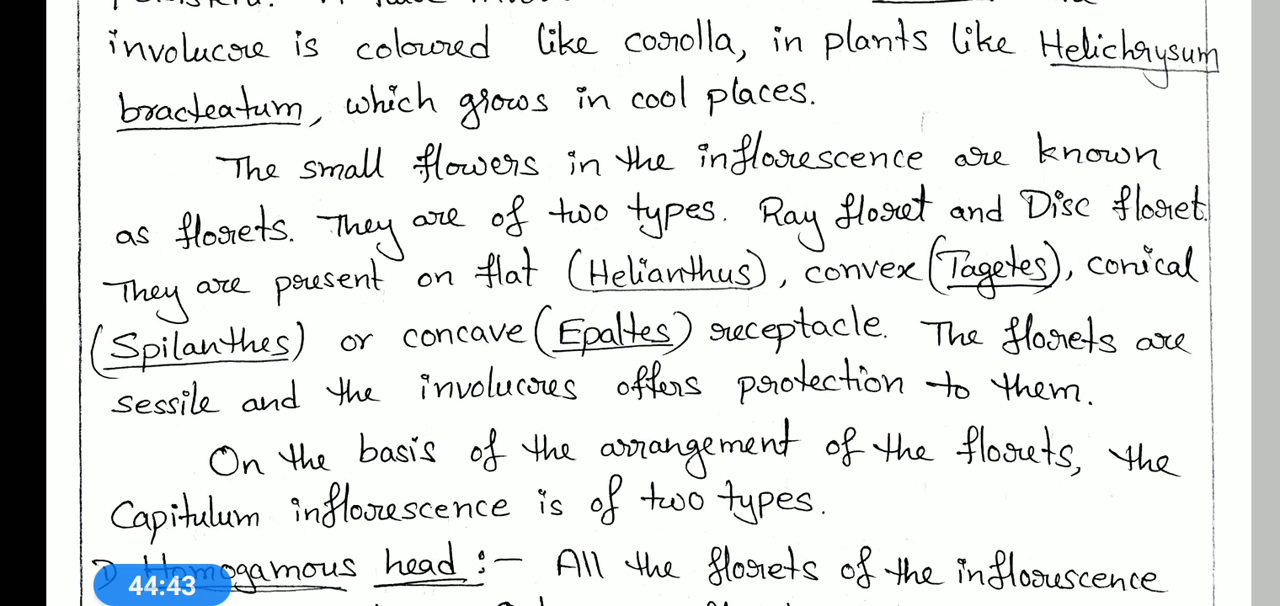 involucre is coloured like corolla, in plants like Helichrysum
bracteatum, which grows in cool places.
The small flowers in the inflorescence are known
as florets. They are of two types. Ray floret and Disc floret.
They are present on flat (Helianthus), convex (Tagetes), conical
(Spilanthes) or concave (Epaltes) receptacle. The florets are
sessile and the involucres offers protection to them.
On the basis of the arrangement of the florets, the
Capitulum inflorescence is of two types.
Homogamous head :- All the florets of the inflorescence
44:43